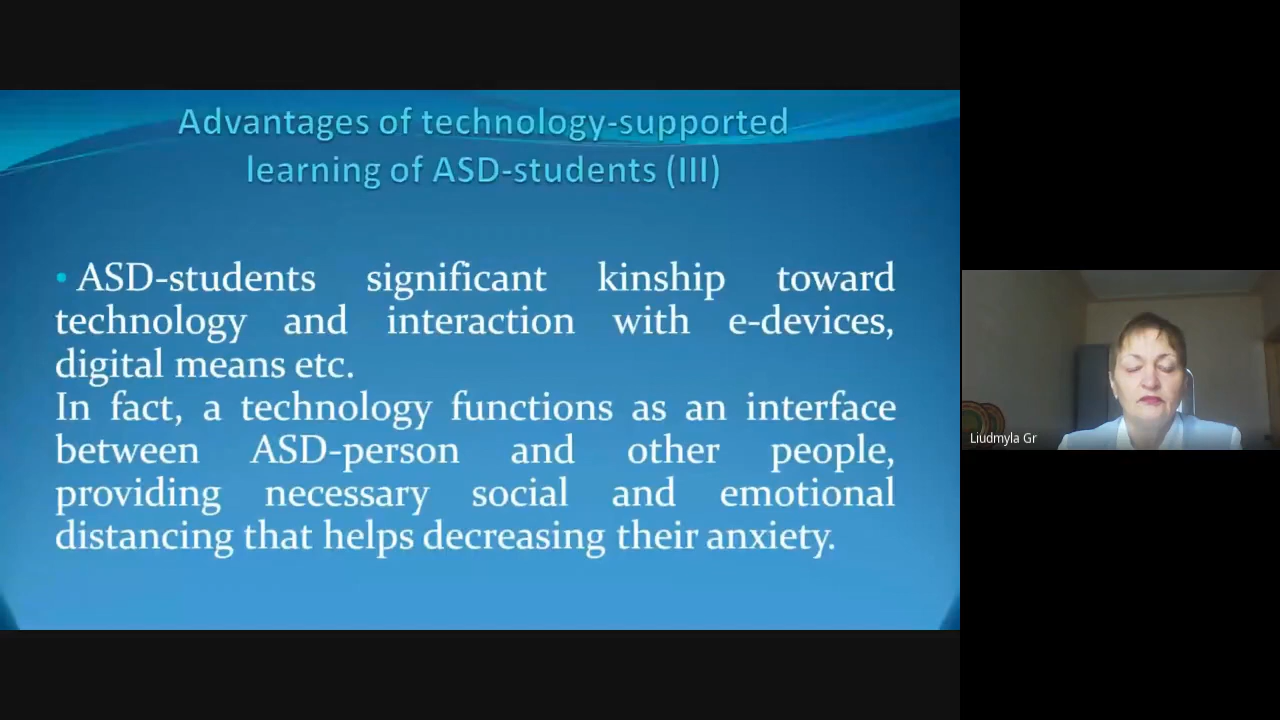 Advantages of technology-supported
learning of ASD-students (III)
• ASD-students significant kinship toward
technology and interaction with e-devices,
digital means etc.
In fact, a technology functions as an interface
between ASD-person and other people,
providing necessary social and emotional
distancing that helps decreasing their anxiety.
Liudmyla Gr